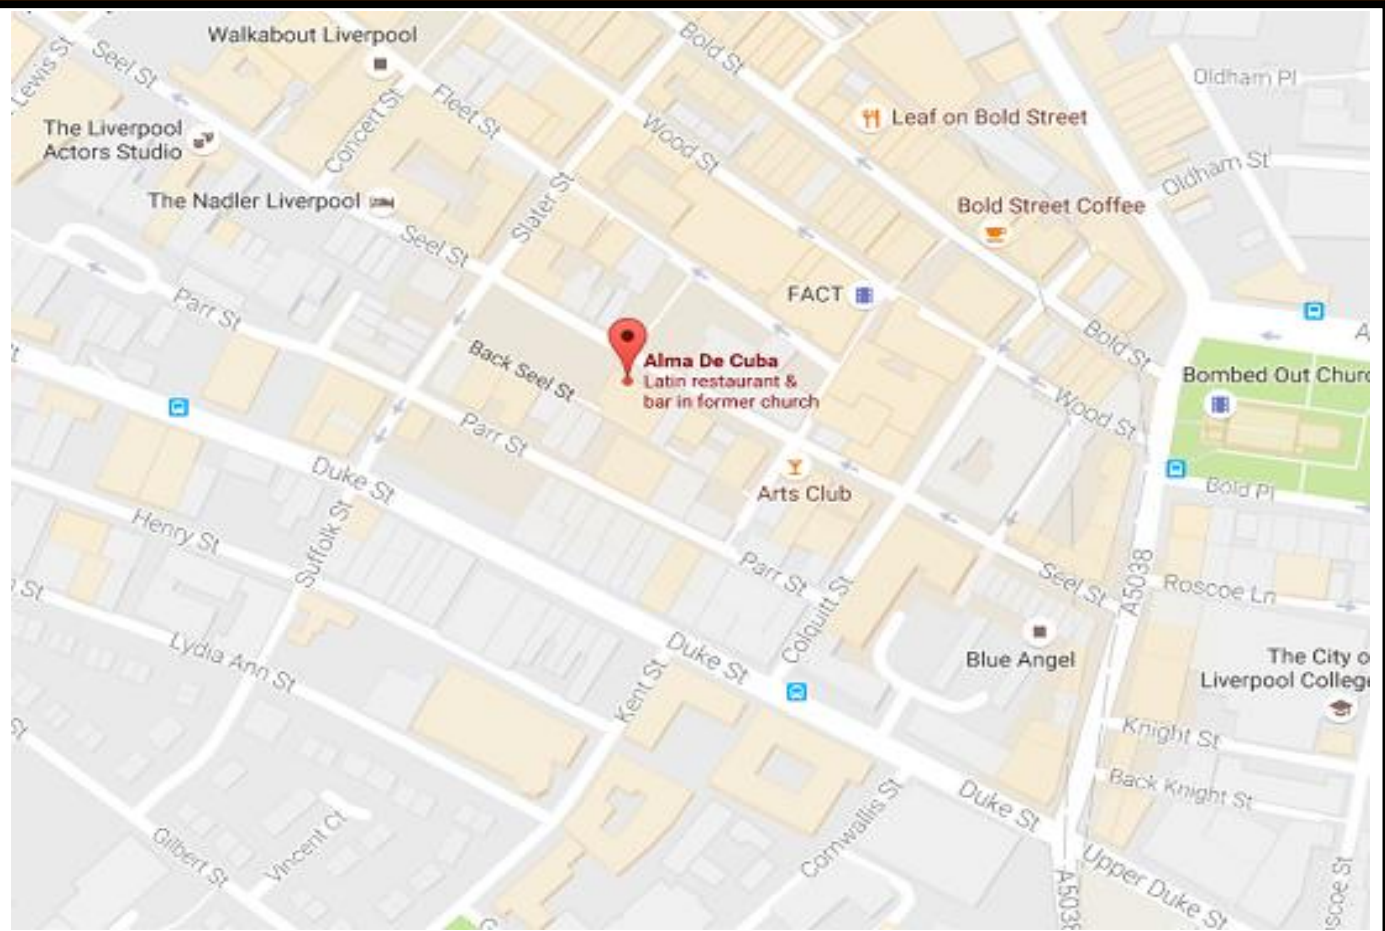 Walkabout Liverpool
Bold St
Lewis St
Seel St
Oldham Pl
Fleet St
Leaf on Bold Street
The Liverpool
Actors Studio
Concert St
Wood St
Oldham St
The Nadler Liverpool
Slater St
Bold Street Coffee
Seel St
Parr St
FACT
Bold St
Back Seel St
Alma De Cuba
Latin restaurant &
bar in former church
Bombed Out Churc
Wood St
Parr St
Duke St
Arts Club
Bold Pl
Henry St
Suffolk St
Parr St
Seel St
A5038
Roscoe Ln
St
Lydia Ann St
Duke St
Colquitt St
Blue Angel
The City o
Liverpool College
Kent St
Knight St
St
Back Knight St
Duke St
Cornwallis St
Gilbert St
Vincent Ct
Upper Duke St
A5038
scoe St